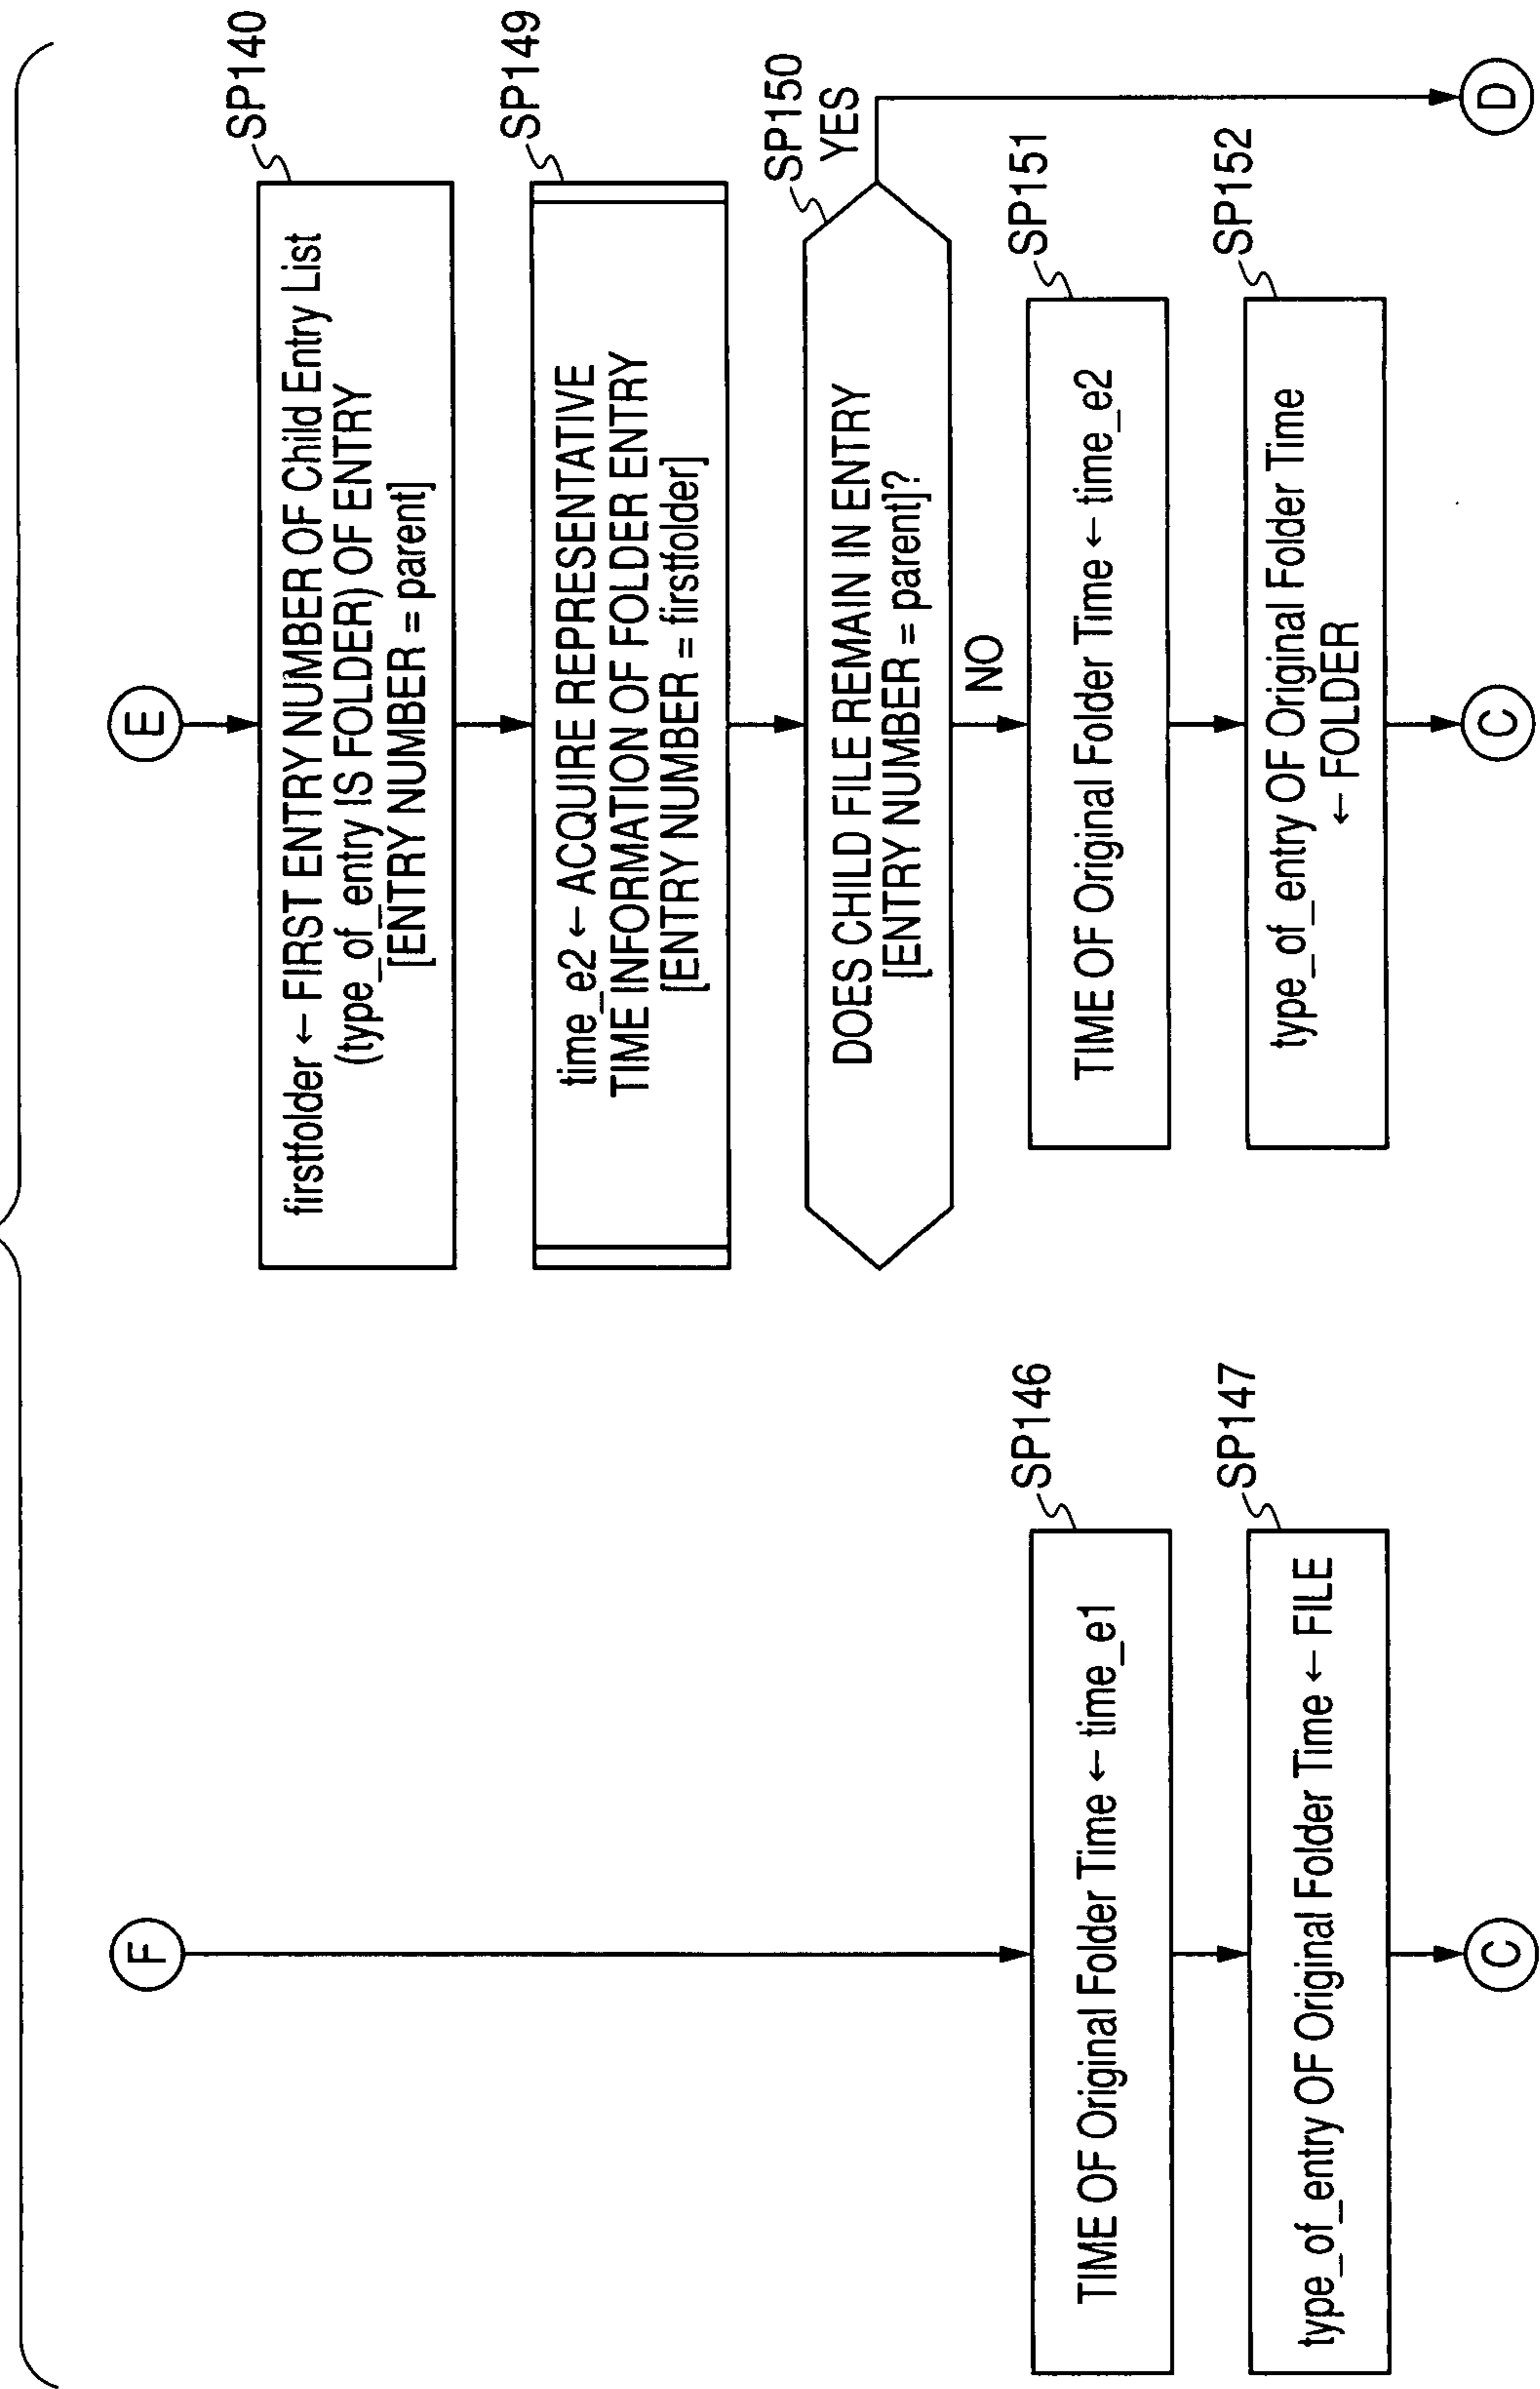 F
SP146
TIME OF Original Folder Time ← time_e1
SP147
type_of_entry OF Original Folder Time ← FILE
C
E
SP140
firstfolder ← FIRST ENTRY NUMBER OF Child Entry List
(type_of_entry IS FOLDER) OF ENTRY
[ENTRY NUMBER = parent]
SP149
time_e2 ← ACQUIRE REPRESENTATIVE
TIME INFORMATION OF FOLDER ENTRY
[ENTRY NUMBER = firstfolder]
SP150
YES
DOES CHILD FILE REMAIN IN ENTRY
[ENTRY NUMBER = parent]?
NO
SP151
TIME OF Original Folder Time ← time_e2
SP152
type_of_entry OF Original Folder Time
← FOLDER
C
D